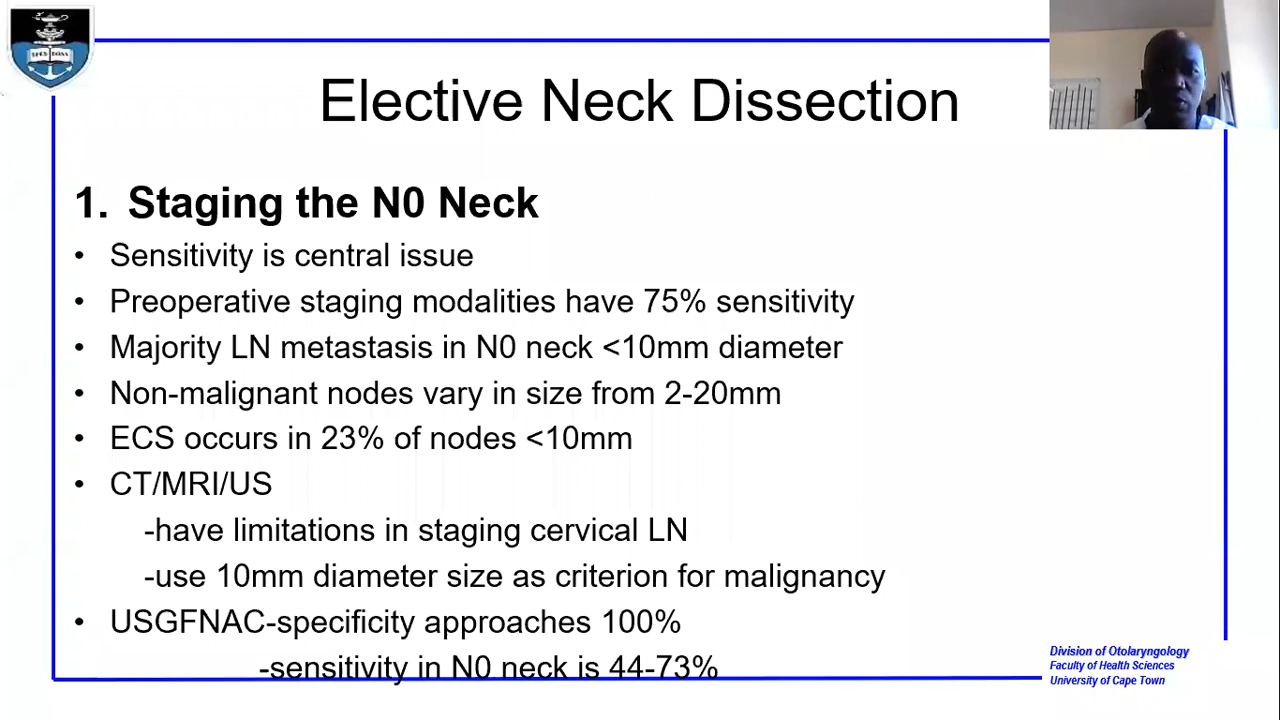 Elective Neck Dissection
1. Staging the N0 Neck
• Sensitivity is central issue
• Preoperative staging modalities have 75% sensitivity
• Majority LN metastasis in N0 neck <10mm diameter
• Non-malignant nodes vary in size from 2-20mm
• ECS occurs in 23% of nodes <10mm
• CT/MRI/US
-have limitations in staging cervical LN
-use 10mm diameter size as criterion for malignancy
• USGFNAC-specificity approaches 100%
-sensitivity in N0 neck is 44-73%
Division of Otolaryngology
Faculty of Health Sciences
University of Cape Town